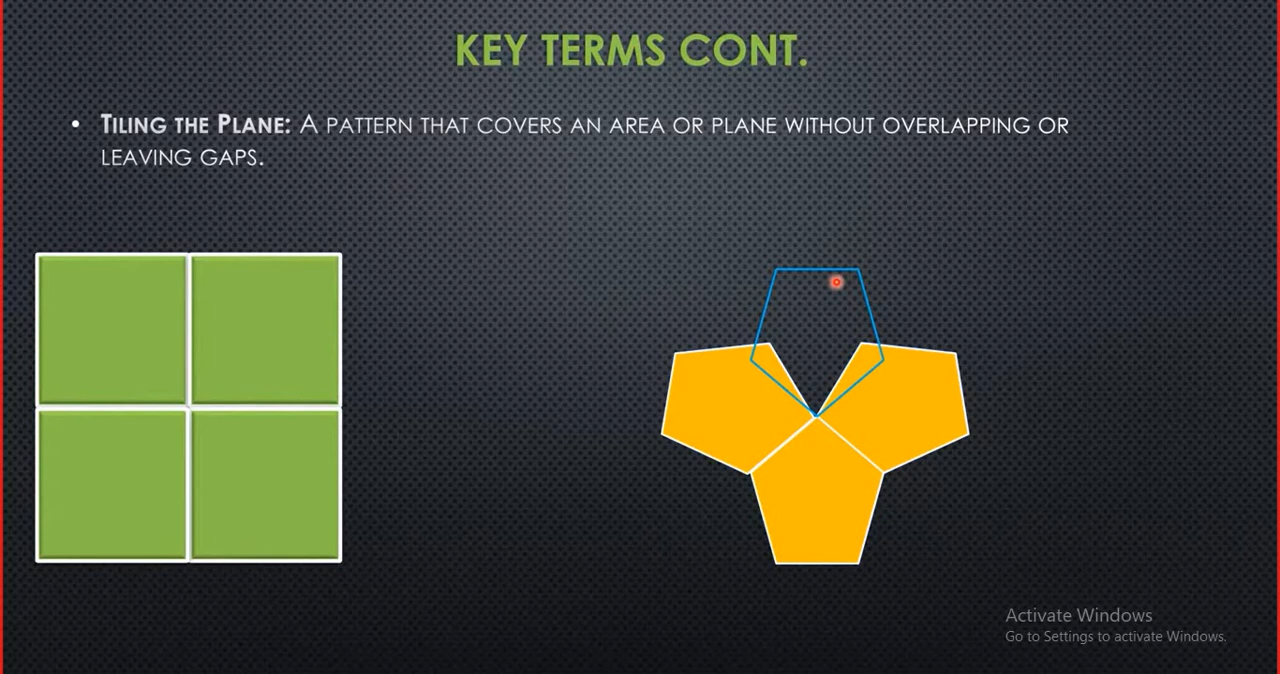 KEY TERMS CONT.
• TILING THE PLANE: A PATTERN THAT COVERS AN AREA OR PLANE WITHOUT OVERLAPPING OR
LEAVING GAPS.
Activate Windows
Go to Settings to activate Windows.